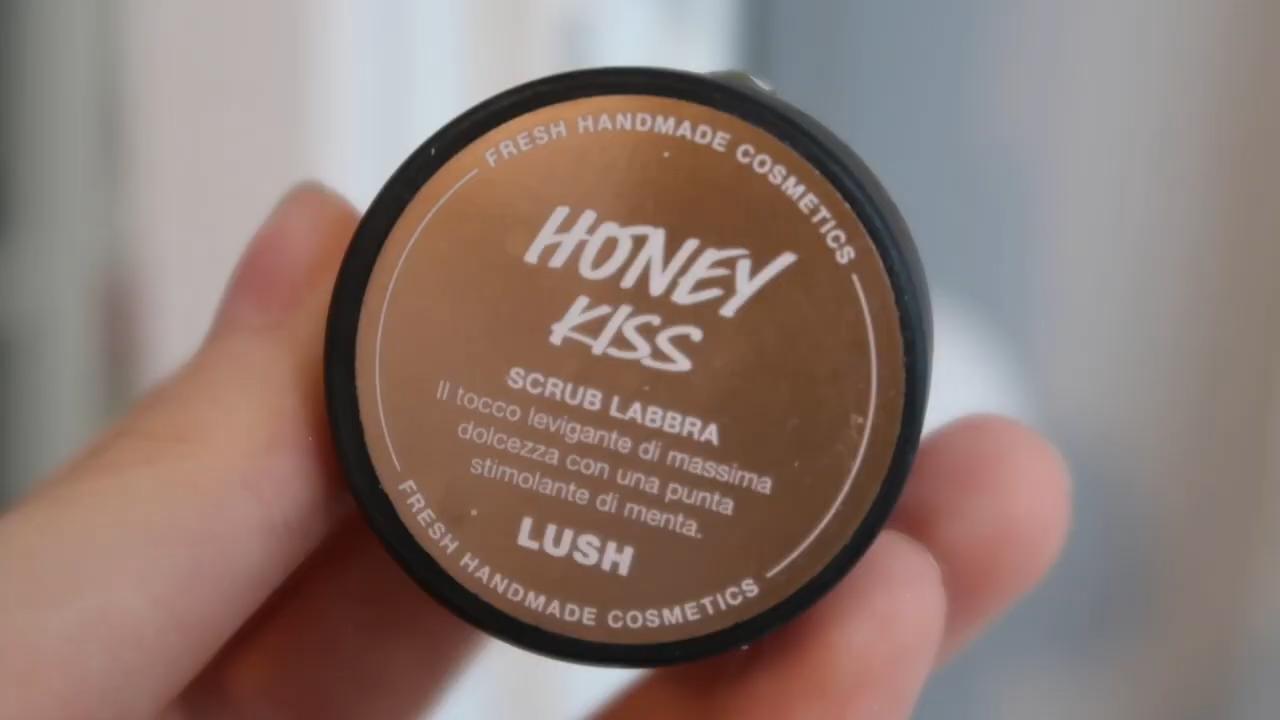 FRESH HANDMADE COSMETICS
HONEY
KISS
SCRUB LABBRA
Il tocco levigante di massima
dolcezza con una punta
stimolante di menta.
LUSH
FRESH HANDMADE COSMETICS